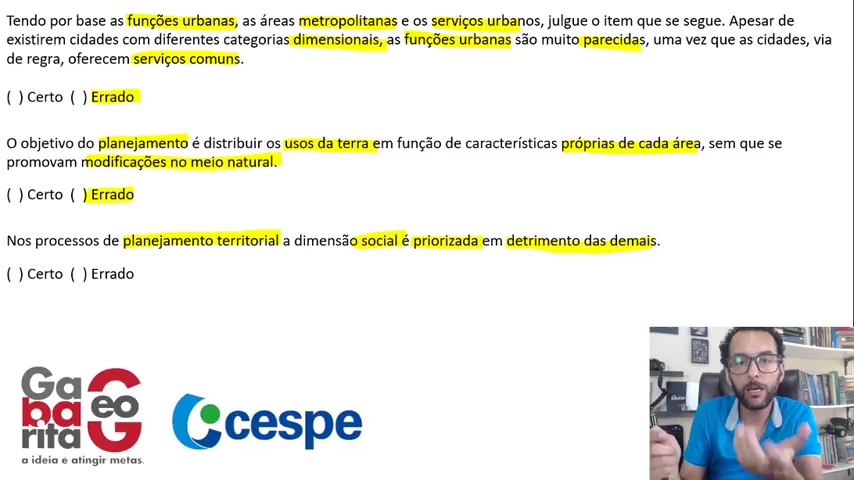 Tendo por base as funções urbanas, as áreas metropolitanas e os serviços urbanos, julgue o item que se segue. Apesar de
existirem cidades com diferentes categorias dimensionais, as funções urbanas são muito parecidas, uma vez que as cidades, via
de regra, oferecem serviços comuns.
( ) Certo ( ) Errado
O objetivo do planejamento é distribuir os usos da terra em função de características próprias de cada área, sem que se
promovam modificações no meio natural.
( ) Certo ( ) Errado
Nos processos de planejamento territorial a dimensão social é priorizada em detrimento das demais.
( ) Certo ( ) Errado
Gabarita Geo
a ideia e atingir metas.
cespe